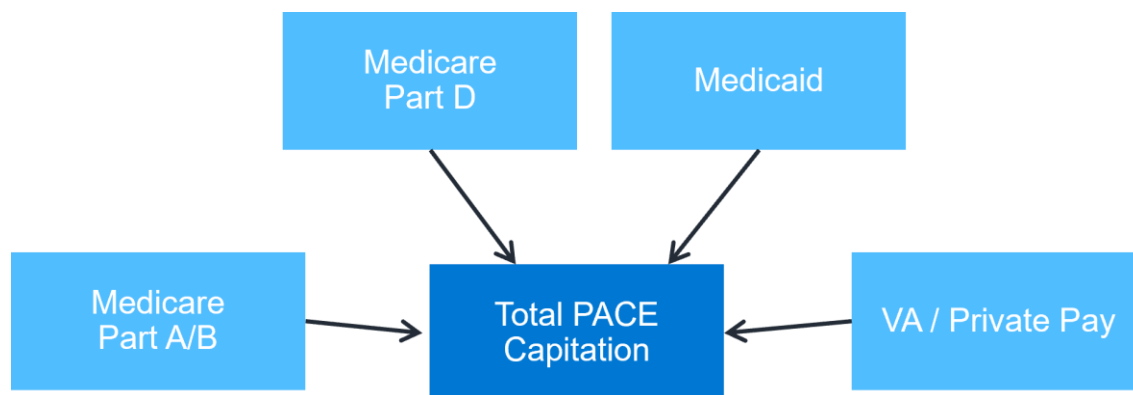 Medicare
Part D
Medicaid
Medicare
Part A/B
Total PACE
Capitation
VA / Private Pay